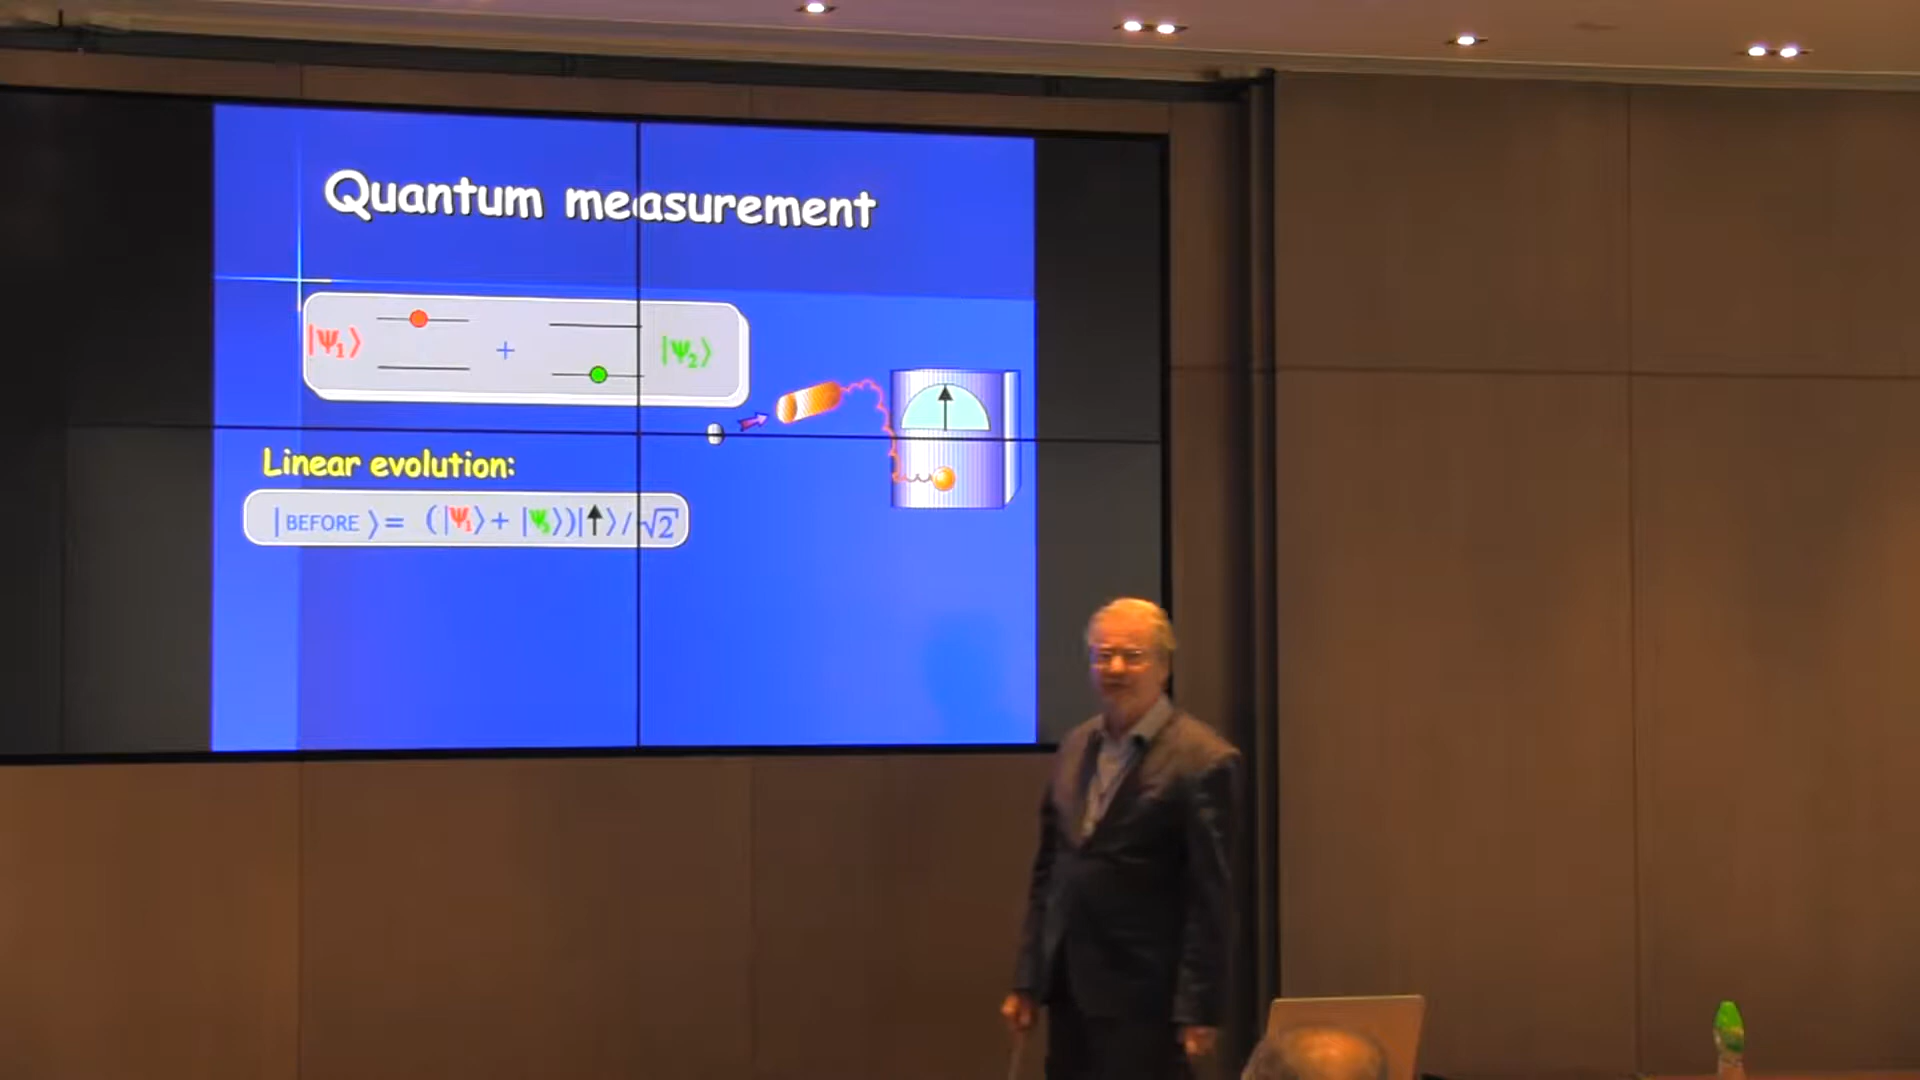 Quantum measurement
|Ψ₁⟩ + |Ψ₂⟩
Linear evolution:
|BEFORE⟩= (|Ψ₁⟩+ |Ψ₂⟩)|↑⟩/√2